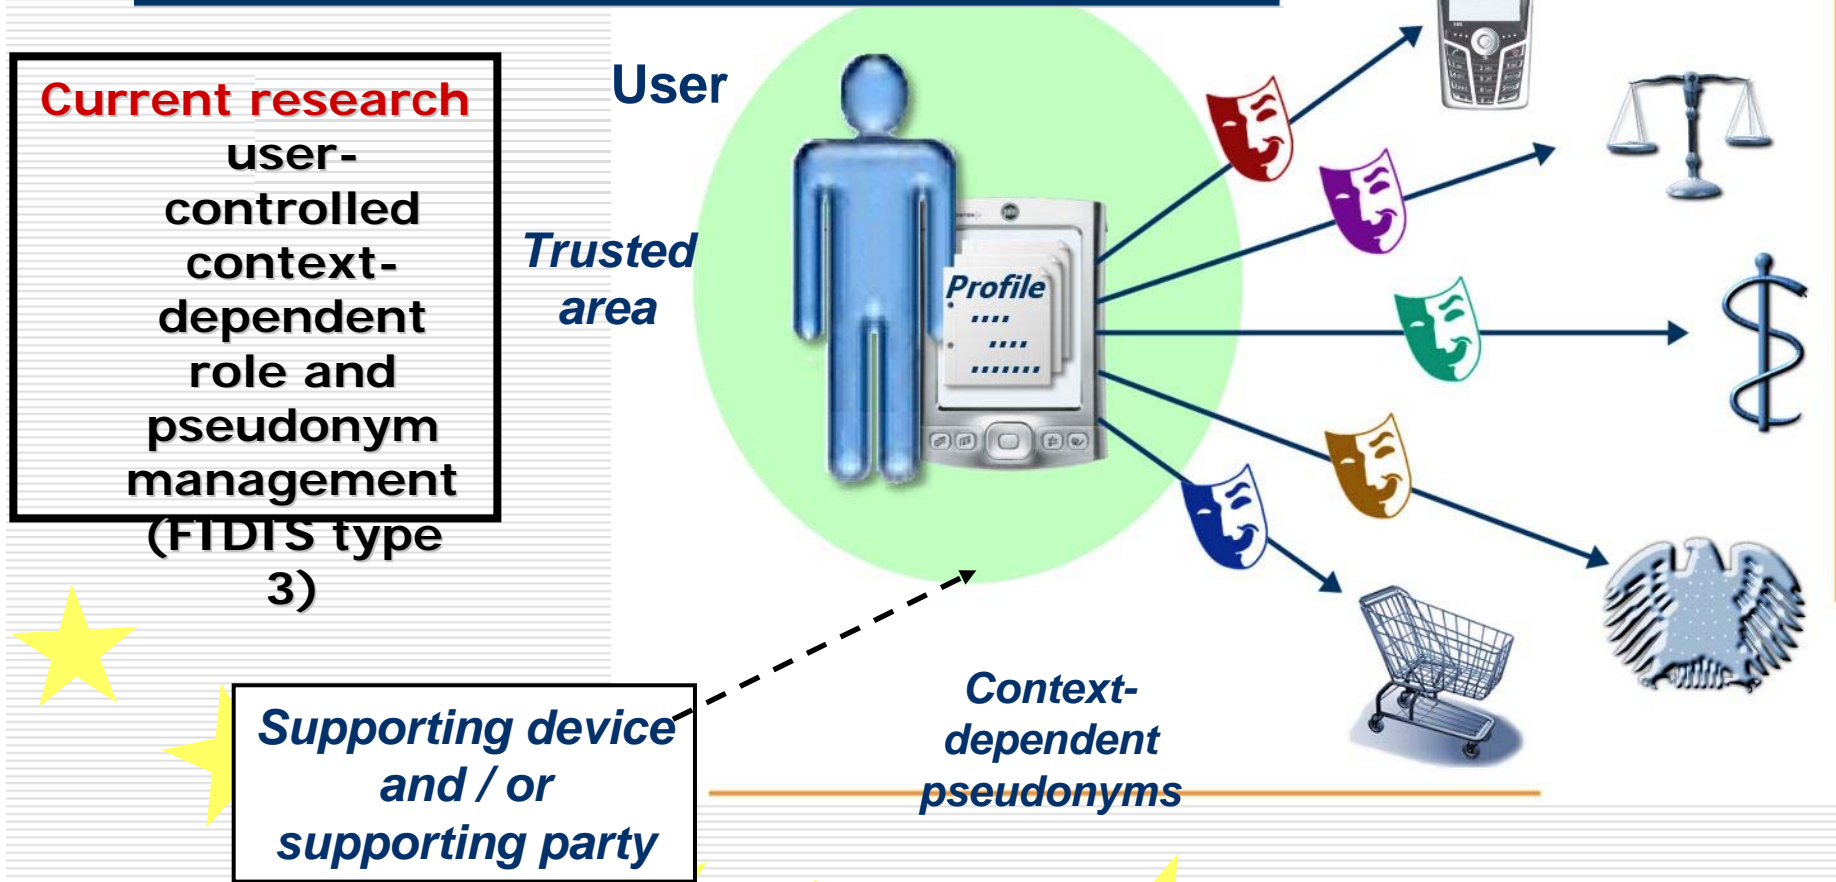 Current research
user-
controlled
context-
dependent
role and
pseudonym
management
(FIDIS type
3)
User
Trusted
area
Profile
Supporting device
and / or
supporting party
Context-
dependent
pseudonyms